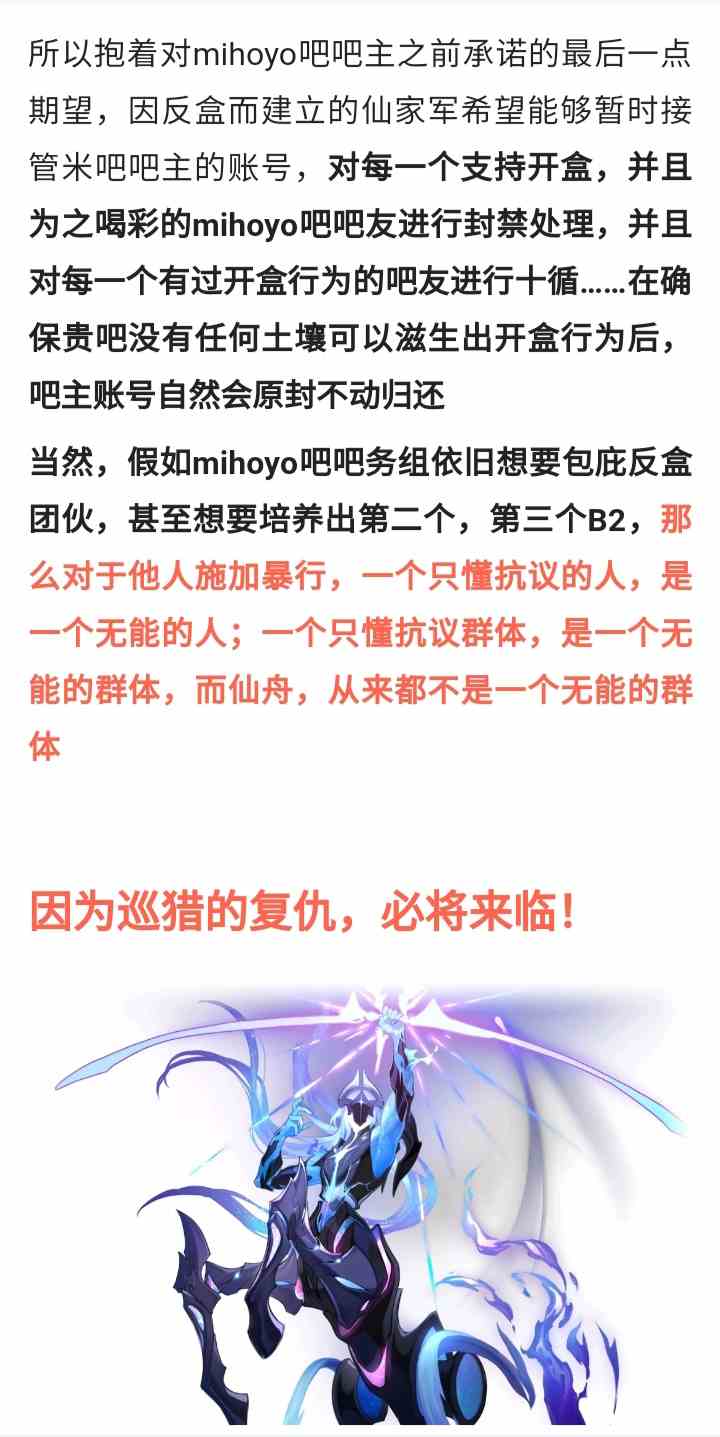 所以抱着对mihoyo吧吧主之前承诺的最后一点
期望，因反盒而建立的仙家军希望能够暂时接
管米吧吧主的账号，对每一个支持开盒，并且
为之喝彩的mihoyo吧吧友进行封禁处理，并且
对每一个有过开盒行为的吧友进行十循……在确
保贵吧没有任何土壤可以滋生出开盒行为后，
吧主账号自然会原封不动归还
当然，假如mihoyo吧吧务组依旧想要包庇反盒
团伙，甚至想要培养出第二个，第三个B2，那
么对于他人施加暴行，一个只懂抗议的人，是
一个无能的人；一个只懂抗议群体，是一个无
能的群体，而仙舟，从来都不是一个无能的群
体
因为巡猎的复仇，必将来临！